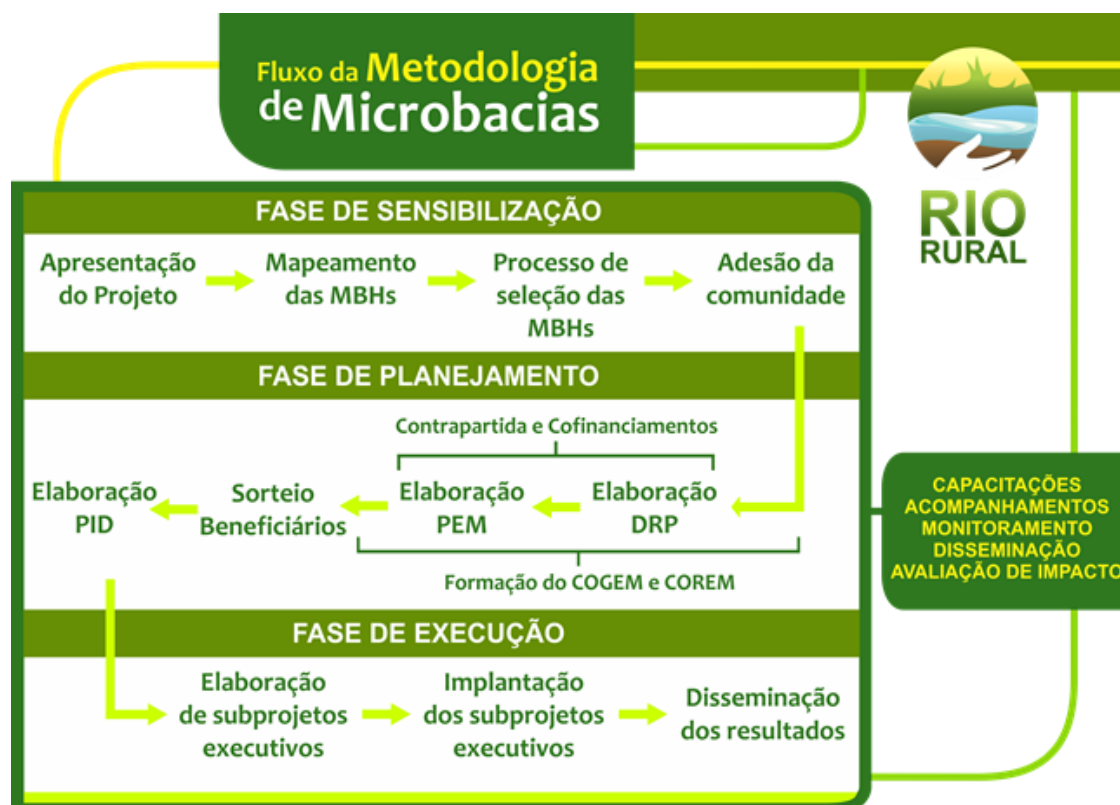 Fluxo da Metodologia
de Microbacias
RIO
RURAL
FASE DE SENSIBILIZAÇÃO
Apresentação
do Projeto
Mapeamento
das MBHs
Processo de
seleção das
MBHs
Adesão da
comunidade
FASE DE PLANEJAMENTO
Contrapartida e Cofinanciamentos
Elaboração
DRP
Elaboração
PEM
Sorteio
Beneficiários
Elaboração
PID
Formação do COGEM e COREM
FASE DE EXECUÇÃO
Elaboração
de subprojetos
executivos
Implantação
dos subprojetos
executivos
Disseminação
dos resultados
CAPACITAÇÕES
ACOMPANHAMENTOS
MONITORAMENTO
DISSEMINAÇÃO
AVALIAÇÃO DE IMPACTO